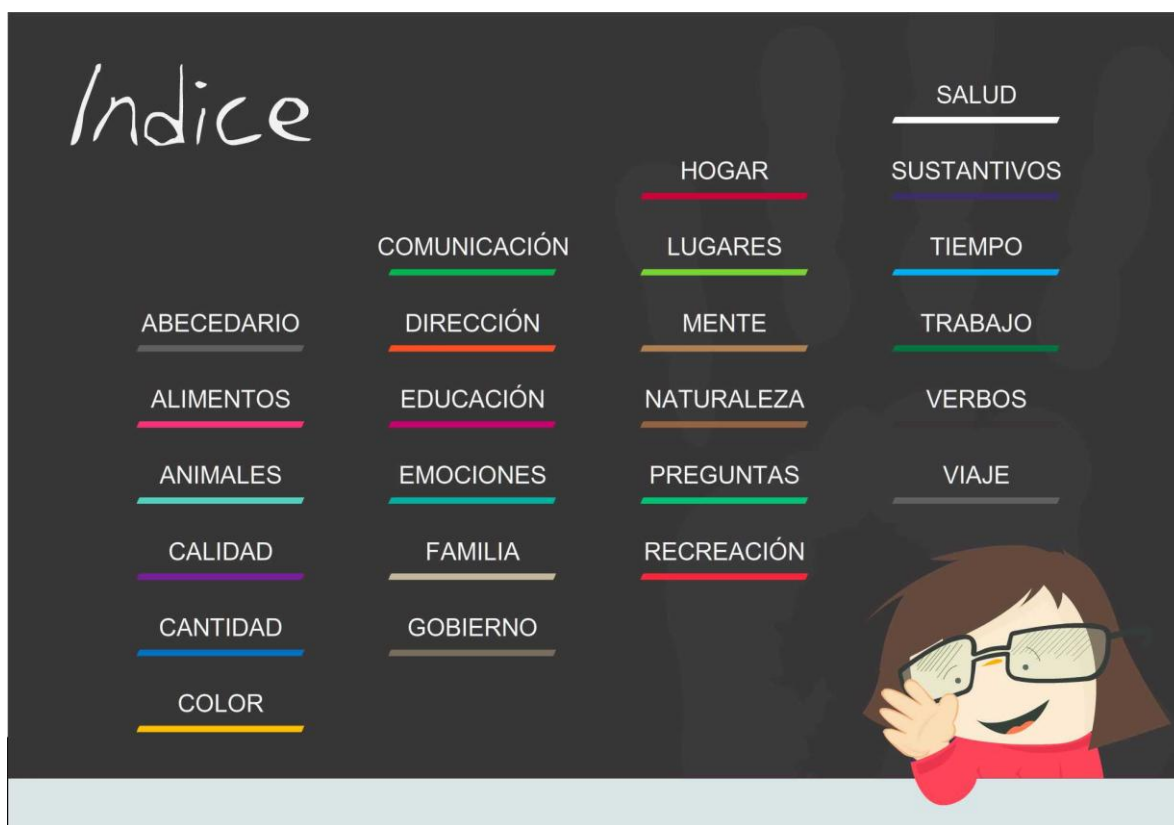 Indice
ABECEDARIO
ALIMENTOS
ANIMALES
CALIDAD
CANTIDAD
COLOR
COMUNICACIÓN
DIRECCIÓN
EDUCACIÓN
EMOCIONES
FAMILIA
GOBIERNO
HOGAR
LUGARES
MENTE
NATURALEZA
PREGUNTAS
RECREACIÓN
SALUD
SUSTANTIVOS
TIEMPO
TRABAJO
VERBOS
VIAJE